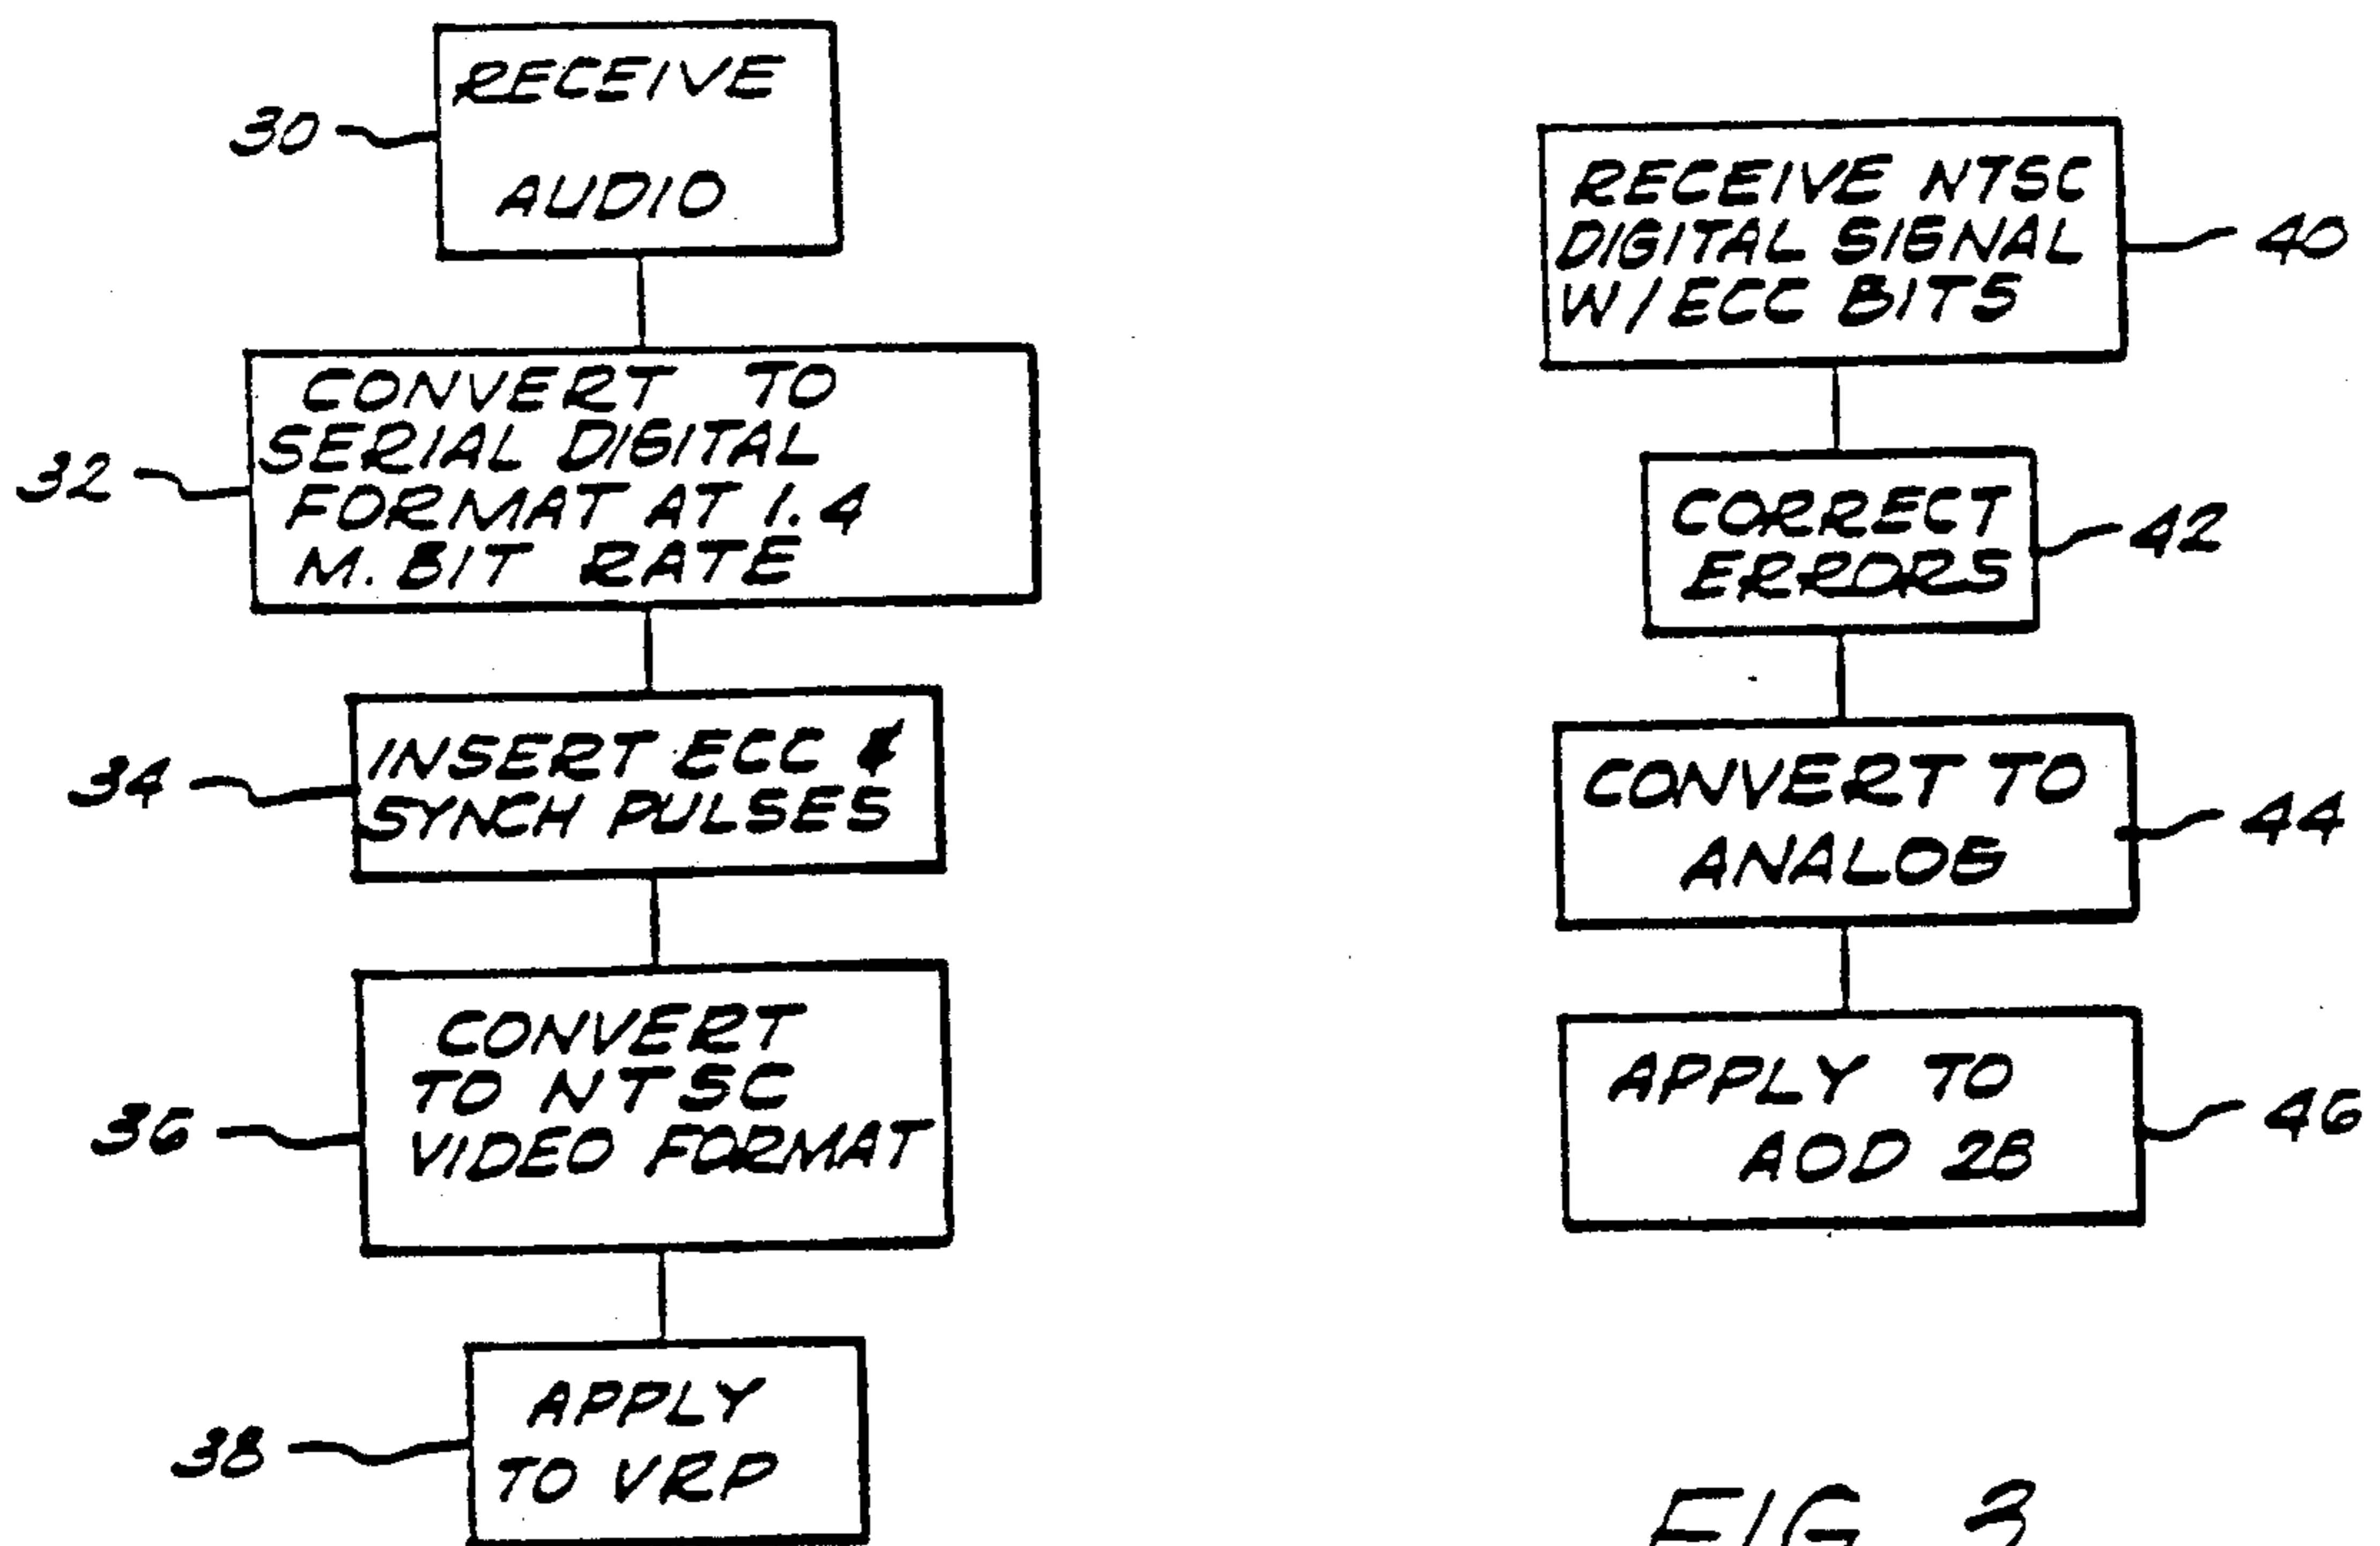 30
RECEIVE
AUDIO
32
CONVERT TO
SERIAL DIGITAL
FORMAT AT 1.4
M. BIT RATE
34
INSERT ECC &
SYNCH PULSES
36
CONVERT
TO NTSC
VIDEO FORMAT
38
APPLY
TO VRP
RECEIVE NTSC
DIGITAL SIGNAL
W/ECC BITS
40
CORRECT
ERRORS
42
CONVERT TO
ANALOG
44
APPLY TO
AOD 28
46
FIG